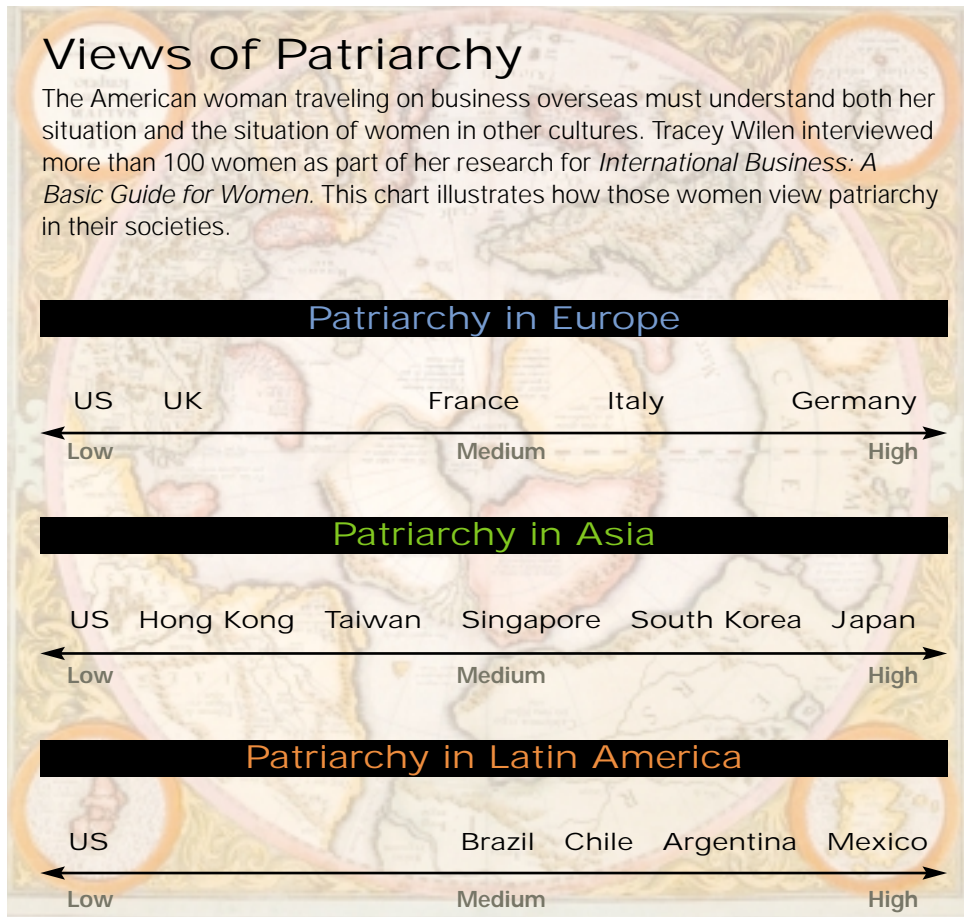 Views of Patriarchy
The American woman traveling on business overseas must understand both her
situation and the situation of women in other cultures. Tracey Wilen interviewed
more than 100 women as part of her research for International Business: A
Basic Guide for Women. This chart illustrates how those women view patriarchy
in their societies.
Patriarchy in Europe
US UK France Italy Germany
Low Medium High
Patriarchy in Asia
US Hong Kong Taiwan Singapore South Korea Japan
Low Medium High
Patriarchy in Latin America
US Brazil Chile Argentina Mexico
Low Medium High